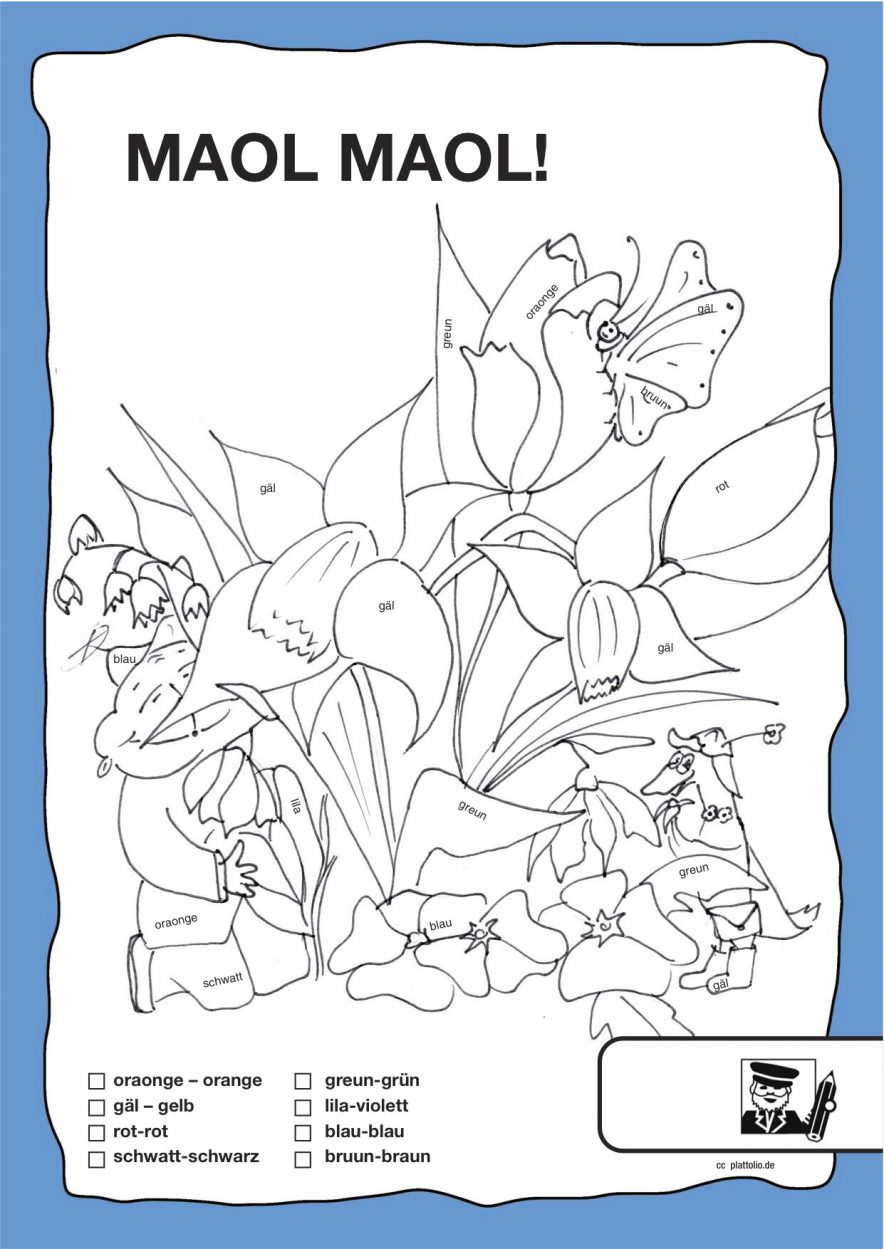 MAOL MAOL!
oraonge
greun
gäl
bruun
rot
gäl
gäl
gäl
blau
lila
greun
greun
blau
oraonge
schwatt
gäl
oraonge – orange
gäl – gelb
rot-rot
schwatt-schwarz
greun-grün
lila-violett
blau-blau
bruun-braun
cc plattolio.de